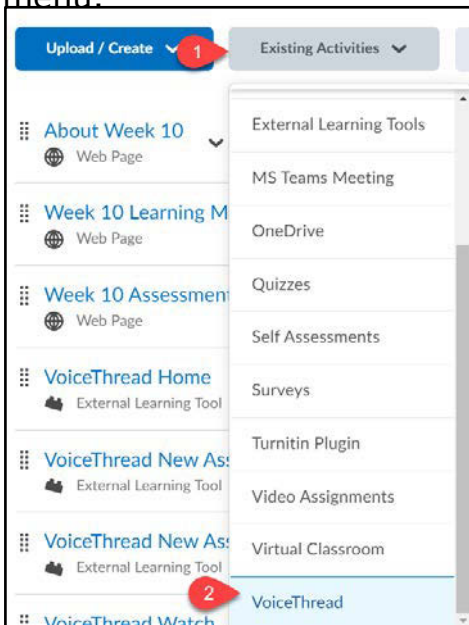 menu.
Upload / Create 1 Existing Activities
About Week 10
Web Page
Week 10 Learning M
Web Page
Week 10 Assessment
Web Page
VoiceThread Home
External Learning Tool
VoiceThread New Ass
External Learning Tool
VoiceThread New Ass
External Learning Tool
VoiceThread Watch
External Learning Tools
MS Teams Meeting
OneDrive
Quizzes
Self Assessments
Surveys
Turnitin Plugin
Video Assignments
Virtual Classroom
2 VoiceThread